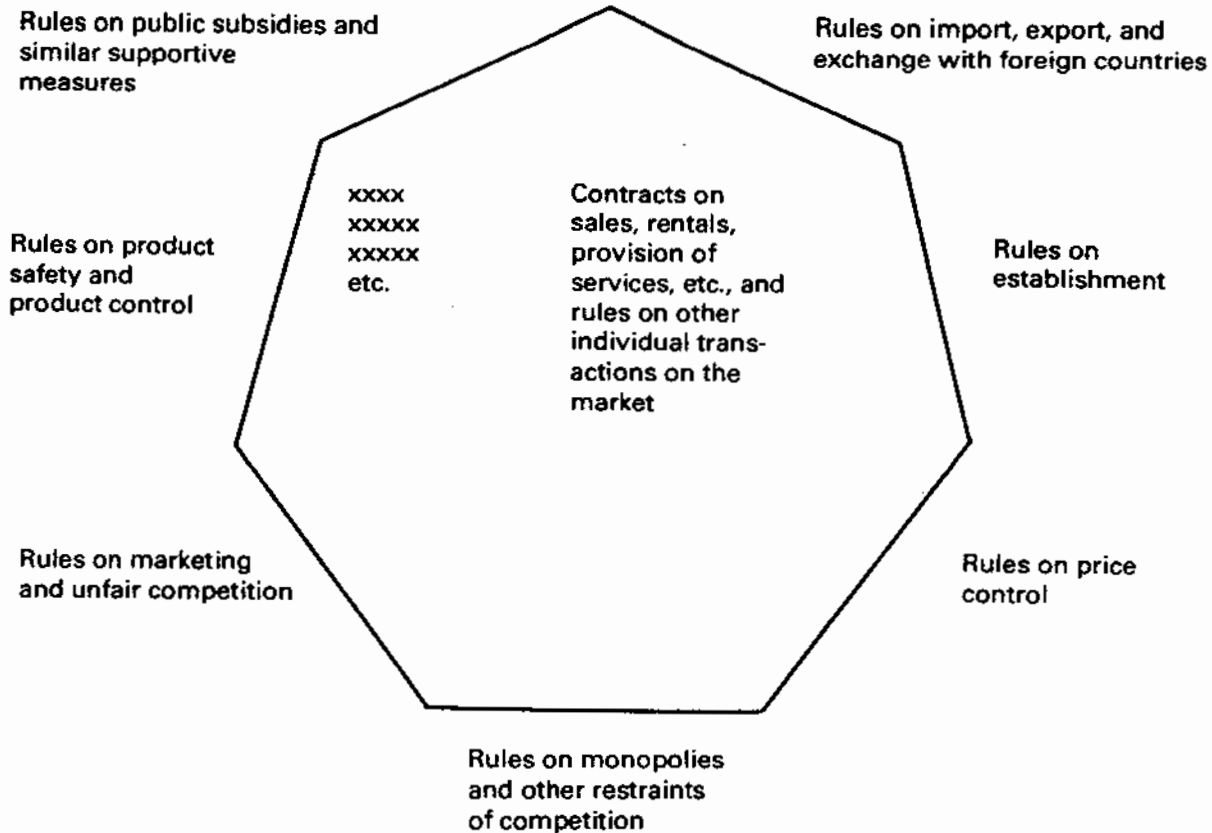 Rules on public subsidies and
similar supportive
measures
Rules on import, export, and
exchange with foreign countries
xxxx
xxxxx
xxxxx
etc.
Contracts on
sales, rentals,
provision of
services, etc., and
rules on other
individual trans-
actions on the
market
Rules on product
safety and
product control
Rules on
establishment
Rules on marketing
and unfair competition
Rules on price
control
Rules on monopolies
and other restraints
of competition